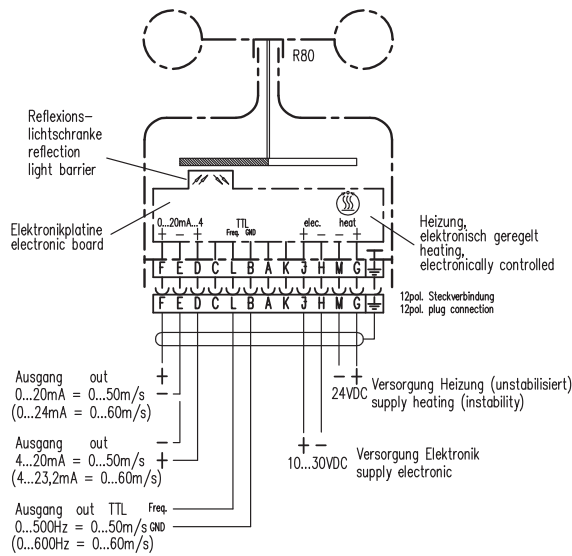 R80
Reflexions-
lichtschranke
reflection
light barrier
Elektronikplatine
electronic board
0...20mA...4
+ − +
TTL
Freq. GND
elec. heat
+ − − +
Heizung,
elektronisch geregelt
heating,
electronically controlled
F E D C L B A K J H M G
F E D C L B A K J H M G
12pol. Steckverbindung
12pol. plug connection
Ausgang out +
0...20mA = 0...50m/s −
(0...24mA = 0...60m/s)
Ausgang out −
4...20mA = 0...50m/s +
(4...23,2mA = 0...60m/s)
Ausgang out TTL Freq.
0...500Hz = 0...50m/s GND
(0...600Hz = 0...60m/s)
− +
24VDC
Versorgung Heizung (unstabilisiert)
supply heating (instability)
+ −
10...30VDC
Versorgung Elektronik
supply electronic